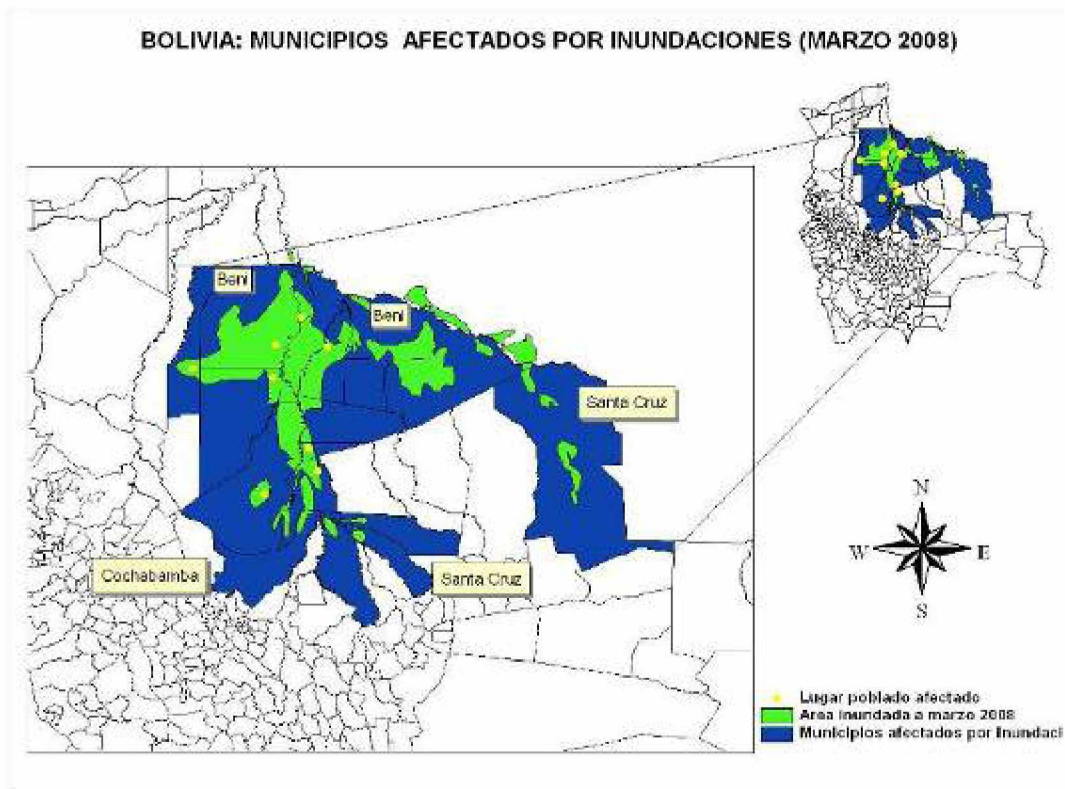 BOLIVIA: MUNICIPIOS AFECTADOS POR INUNDACIONES (MARZO 2008)
Beni
Beni
Santa Cruz
Cochabamba
Santa Cruz
N
W E
S
Lugar poblado afectado
Area inundada a marzo 2008
Municipios afectados por Inundaci